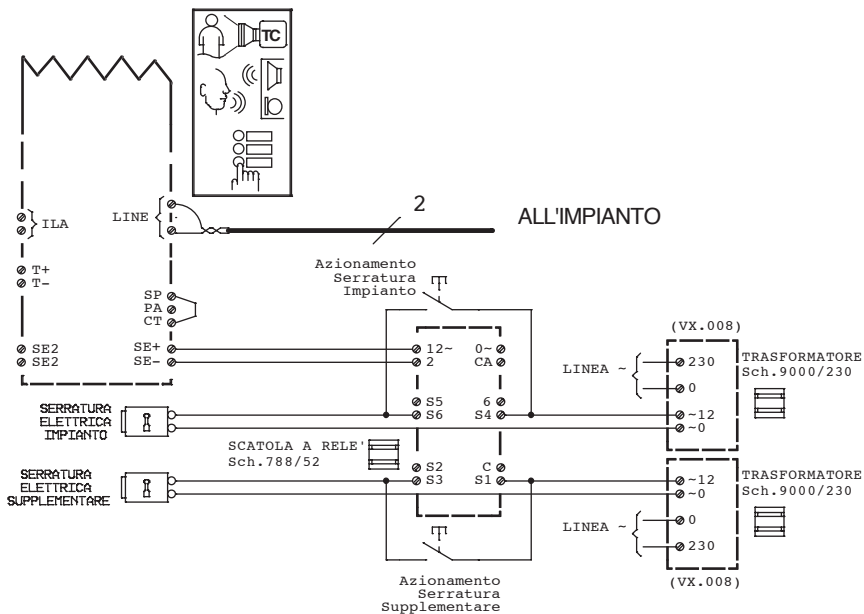 TC
2
ALL'IMPIANTO
LINE
ILA
T+
T-
SP
PA
CT
SE2
SE2
SE+
SE-
Azionamento
Serratura
Impianto
12~
2
0~
CA
S5
S6
6
S4
S2
S3
C
S1
SCATOLA A RELE'
Sch.788/52
SERRATURA
ELETTRICA
IMPIANTO
SERRATURA
ELETTRICA
SUPPLEMENTARE
Azionamento
Serratura
Supplementare
(VX.008)
LINEA ~
230
0
~12
~0
TRASFORMATORE
Sch.9000/230
~12
~0
0
230
LINEA ~
TRASFORMATORE
Sch.9000/230
(VX.008)